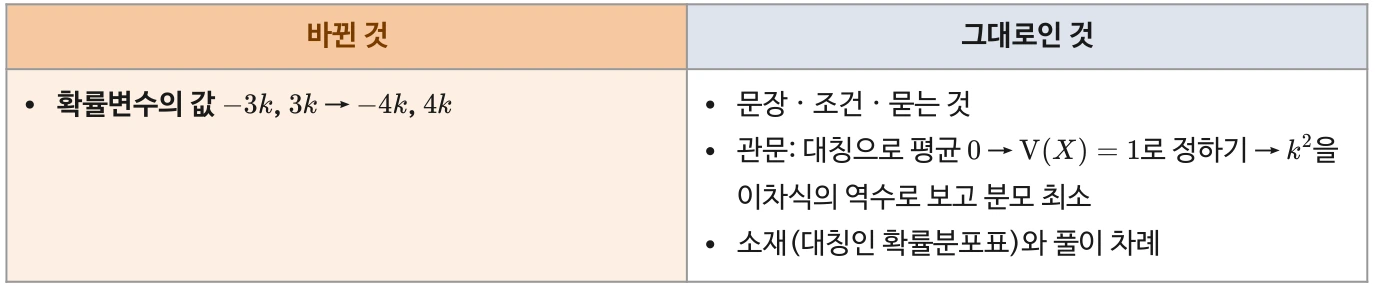 바뀐 것
그대로인 것
• 확률변수의 값 −3k, 3k → −4k, 4k
• 문장 · 조건 · 묻는 것
• 관문: 대칭으로 평균 0 → V(X) = 1로 정하기 → k²을
이차식의 역수로 보고 분모 최소
• 소재(대칭인 확률분포표)와 풀이 차례